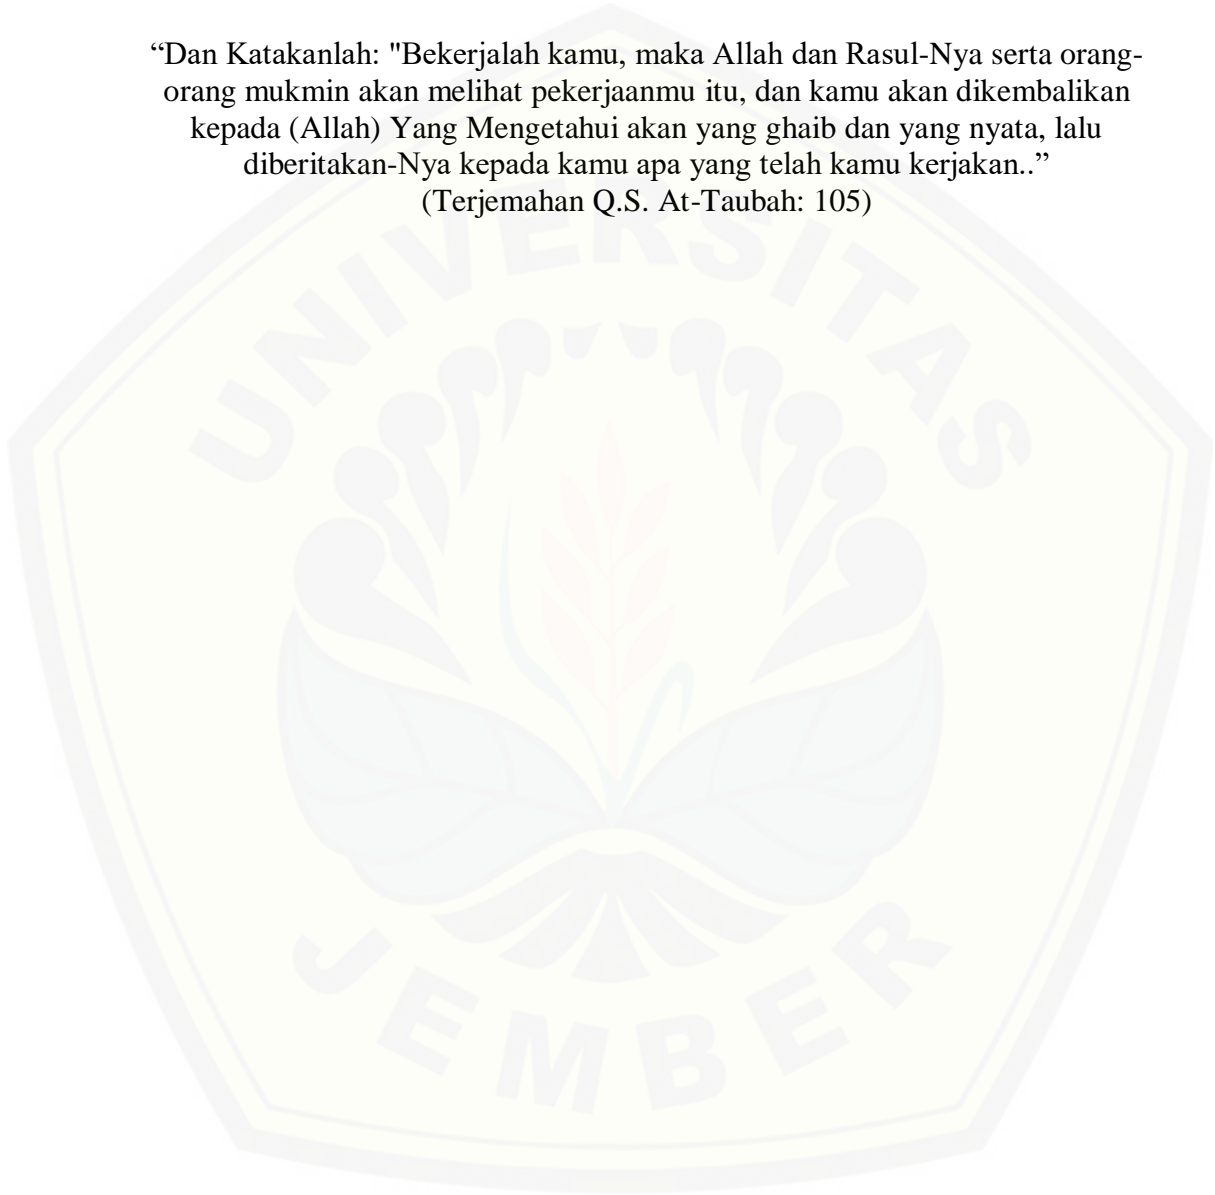 “Dan Katakanlah: "Bekerjalah kamu, maka Allah dan Rasul-Nya serta orang-
orang mukmin akan melihat pekerjaanmu itu, dan kamu akan dikembalikan
kepada (Allah) Yang Mengetahui akan yang ghaib dan yang nyata, lalu
diberitakan-Nya kepada kamu apa yang telah kamu kerjakan..”
(Terjemahan Q.S. At-Taubah: 105)
UNIVERSITAS
JEMBER